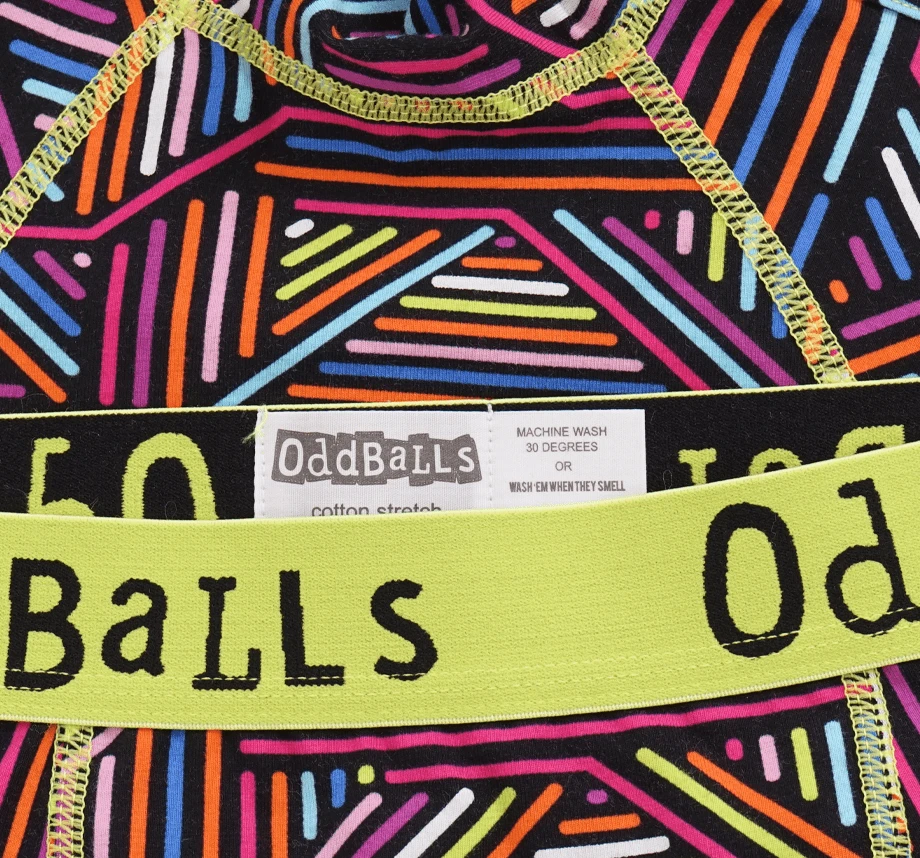 OddBaLLs
cotton stretch
MACHINE WASH
30 DEGREES
OR
WASH 'EM WHEN THEY SMELL
BaLLs Od